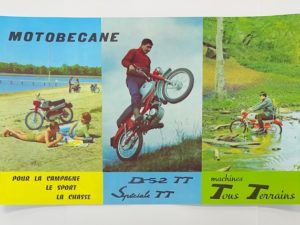 MOTOBECANE
POUR LA CAMPAGNE
LE SPORT
LA CHASSE
D52 TT
Spéciale TT
machines
Tous Terrains